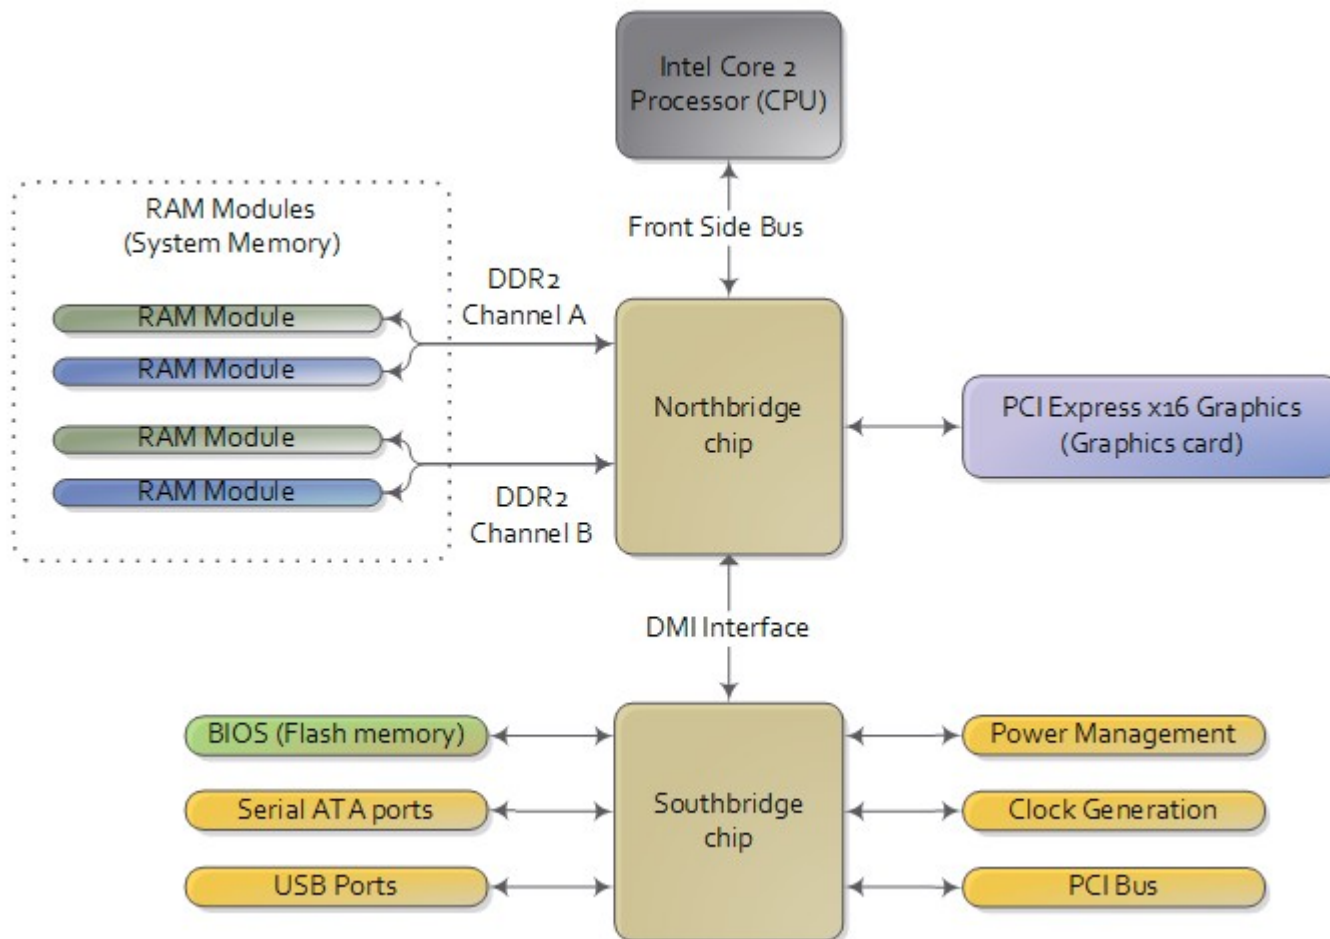 Intel Core 2
Processor (CPU)
Front Side Bus
RAM Modules
(System Memory)
RAM Module
RAM Module
RAM Module
RAM Module
DDR2
Channel A
DDR2
Channel B
Northbridge
chip
PCI Express x16 Graphics
(Graphics card)
DMI Interface
BIOS (Flash memory)
Serial ATA ports
USB Ports
Southbridge
chip
Power Management
Clock Generation
PCI Bus